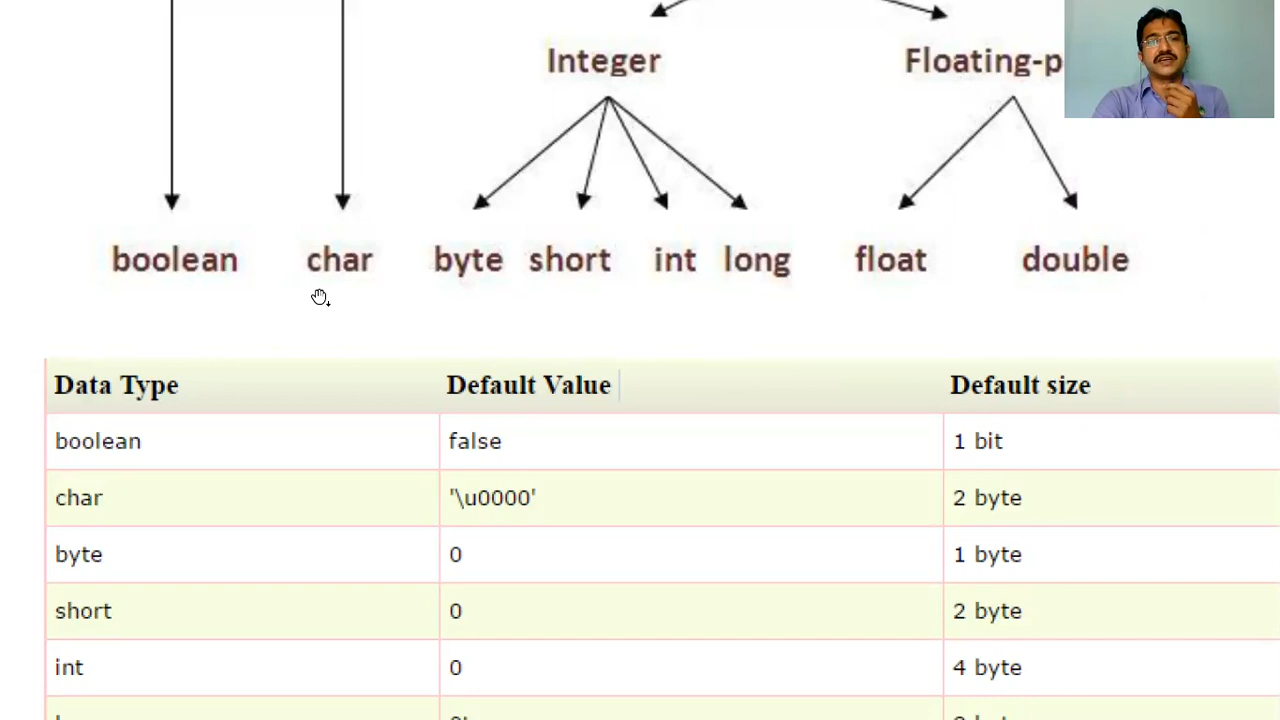 Integer Floating-p
boolean char byte short int long float double
Data Type Default Value Default size
boolean false 1 bit
char '\u0000' 2 byte
byte 0 1 byte
short 0 2 byte
int 0 4 byte